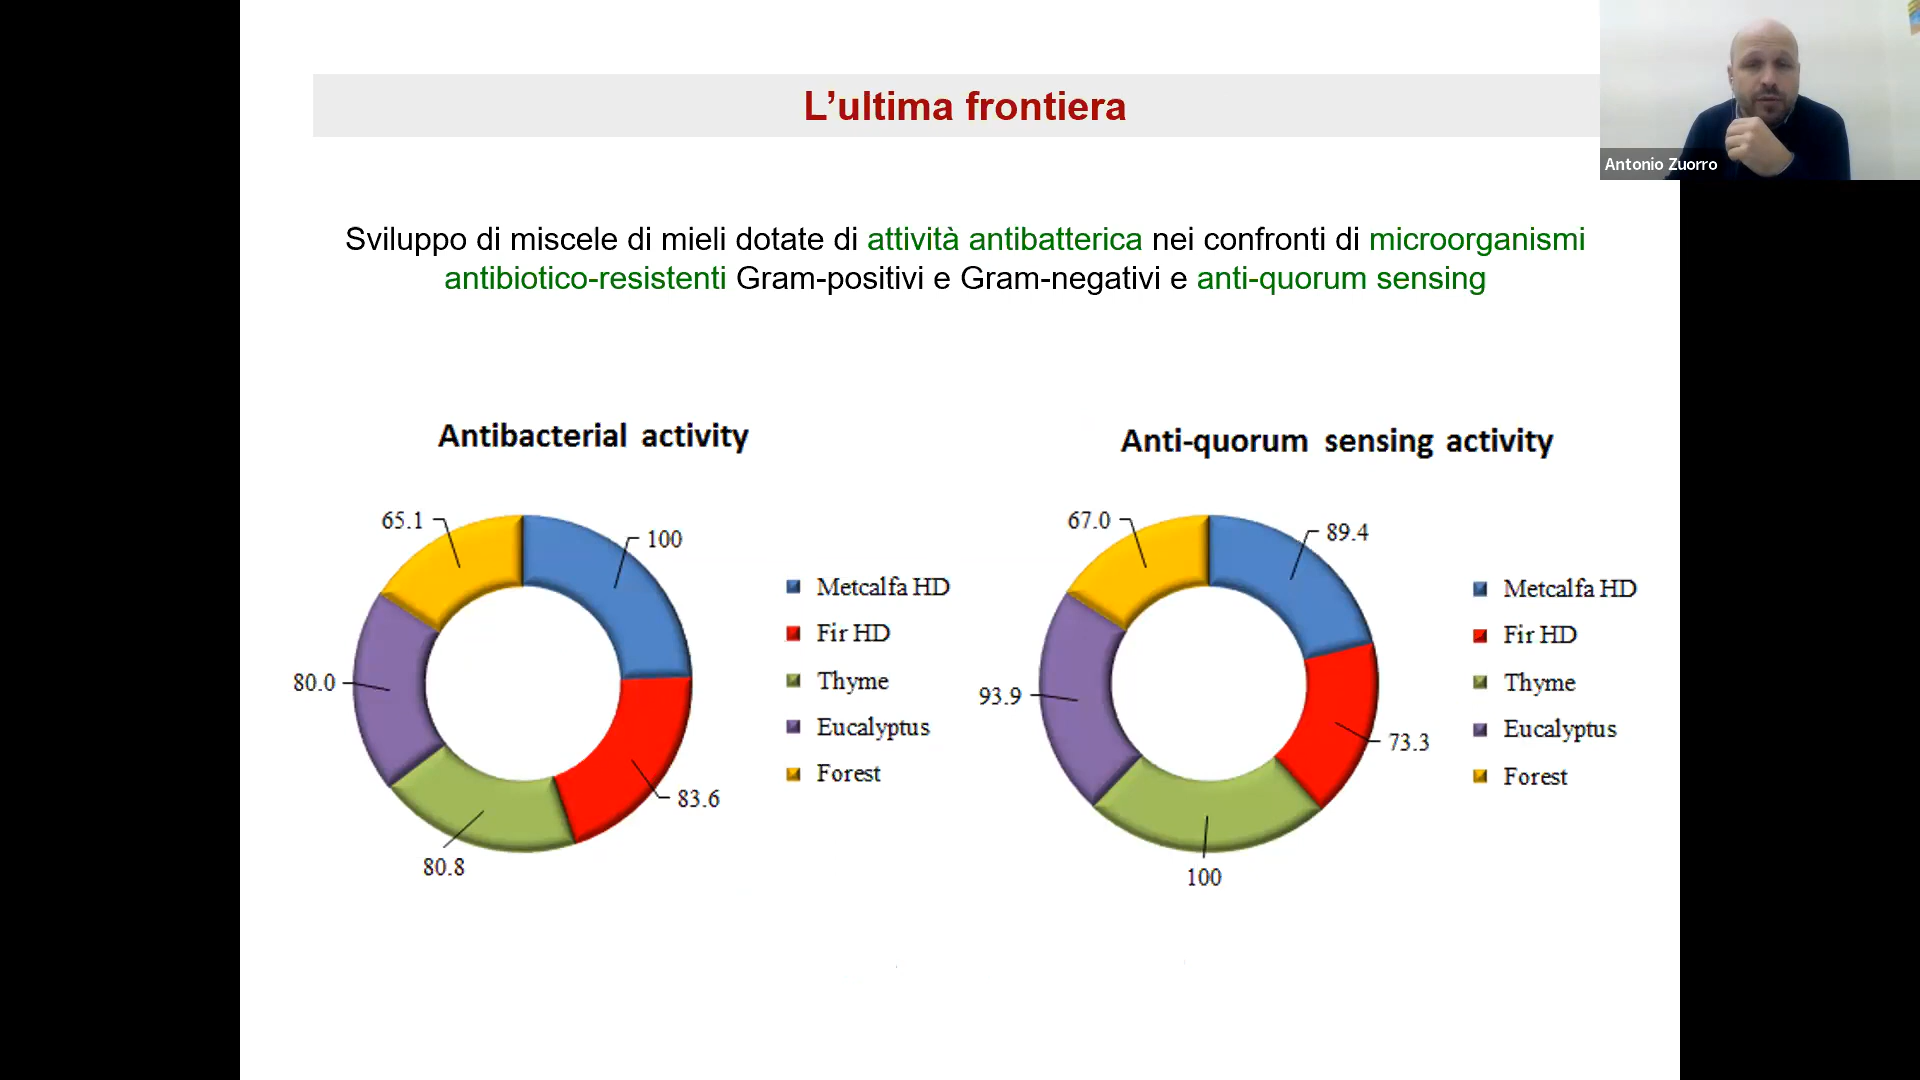 L’ultima frontiera
Antonio Zuorro
Sviluppo di miscele di mieli dotate di attività antibatterica nei confronti di microorganismi
antibiotico-resistenti Gram-positivi e Gram-negativi e anti-quorum sensing
Antibacterial activity
65.1
100
80.0
83.6
80.8
Metcalfa HD
Fir HD
Thyme
Eucalyptus
Forest
Anti-quorum sensing activity
67.0
89.4
93.9
73.3
100
Metcalfa HD
Fir HD
Thyme
Eucalyptus
Forest